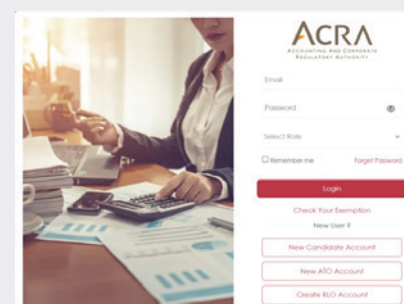 ACRA
ACCOUNTING AND CORPORATE
REGULATORY AUTHORITY
Email
Password
Select Role
Remember me
Forget Password
Login
Check Your Exemption
New User ?
New Candidate Account
New ATO Account
Create RLO Account